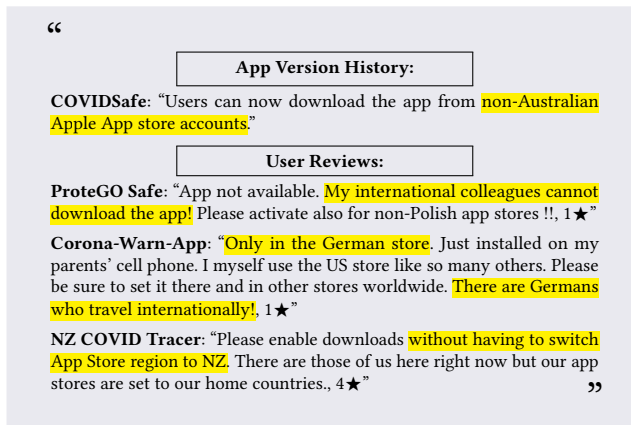 “
App Version History:
COVIDSafe: “Users can now download the app from non-Australian
Apple App store accounts.”
User Reviews:
ProteGO Safe: “App not available. My international colleagues cannot
download the app! Please activate also for non-Polish app stores !!, 1★”
Corona-Warn-App: “Only in the German store. Just installed on my
parents’ cell phone. I myself use the US store like so many others. Please
be sure to set it there and in other stores worldwide. There are Germans
who travel internationally!, 1★”
NZ COVID Tracer: “Please enable downloads without having to switch
App Store region to NZ. There are those of us here right now but our app
stores are set to our home countries., 4★”
”